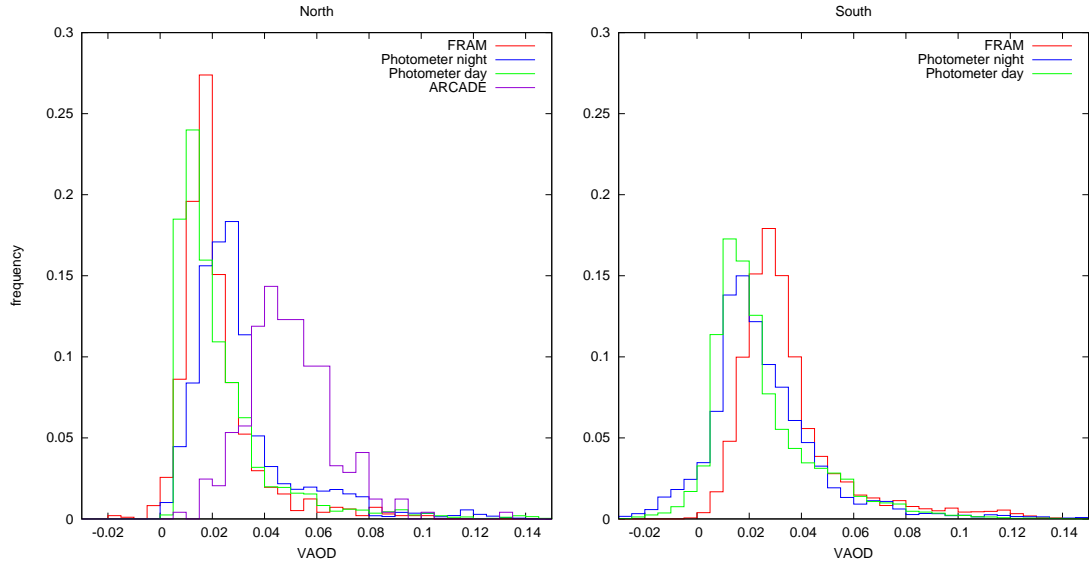 North
frequency
0.3
0.25
0.2
0.15
0.1
0.05
0
FRAM
Photometer night
Photometer day
ARCADE
-0.02 0 0.02 0.04 0.06 0.08 0.1 0.12 0.14
VAOD
South
0.3
0.25
0.2
0.15
0.1
0.05
0
FRAM
Photometer night
Photometer day
-0.02 0 0.02 0.04 0.06 0.08 0.1 0.12 0.14
VAOD